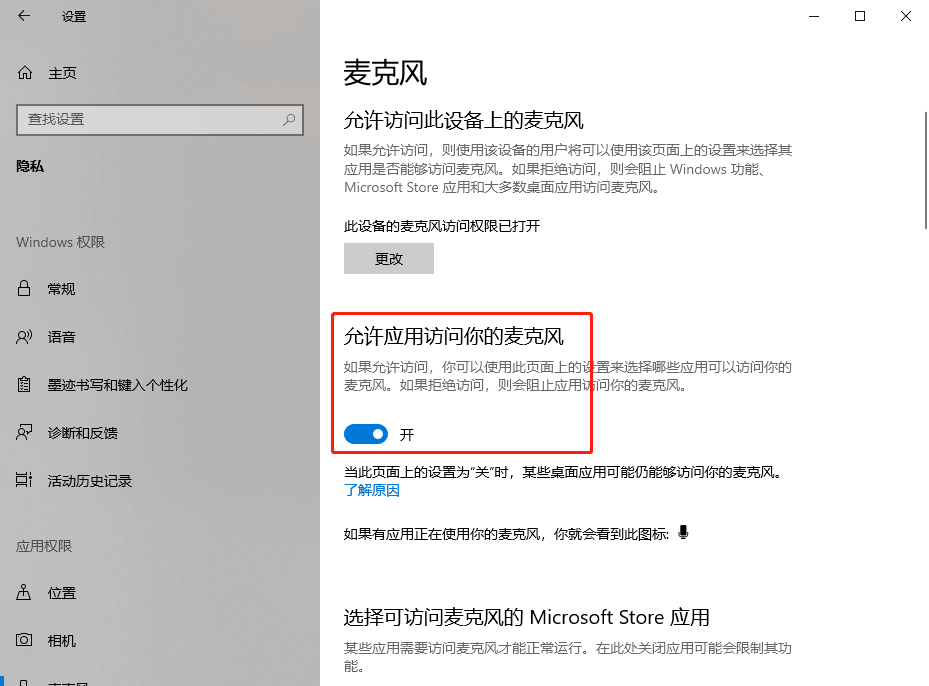 设置
主页
查找设置
隐私
Windows 权限
常规
语音
墨迹书写和键入个性化
诊断和反馈
活动历史记录
应用权限
位置
相机
麦克风
麦克风
允许访问此设备上的麦克风
如果允许访问，则使用该设备的用户将可以使用该页面上的设置来选择其
应用是否能够访问麦克风。如果拒绝访问，则会阻止 Windows 功能、
Microsoft Store 应用和大多数桌面应用访问麦克风。
此设备的麦克风访问权限已打开
更改
允许应用访问你的麦克风
如果允许访问，你可以使用此页面上的设置来选择哪些应用可以访问你的
麦克风。如果拒绝访问，则会阻止应用访问你的麦克风。
开
当此页面上的设置为“关”时，某些桌面应用可能仍能够访问你的麦克风。
了解原因
如果有应用正在使用你的麦克风，你就会看到此图标:
选择可访问麦克风的 Microsoft Store 应用
某些应用需要访问麦克风才能正常运行。在此处关闭应用可能会限制其功
能。